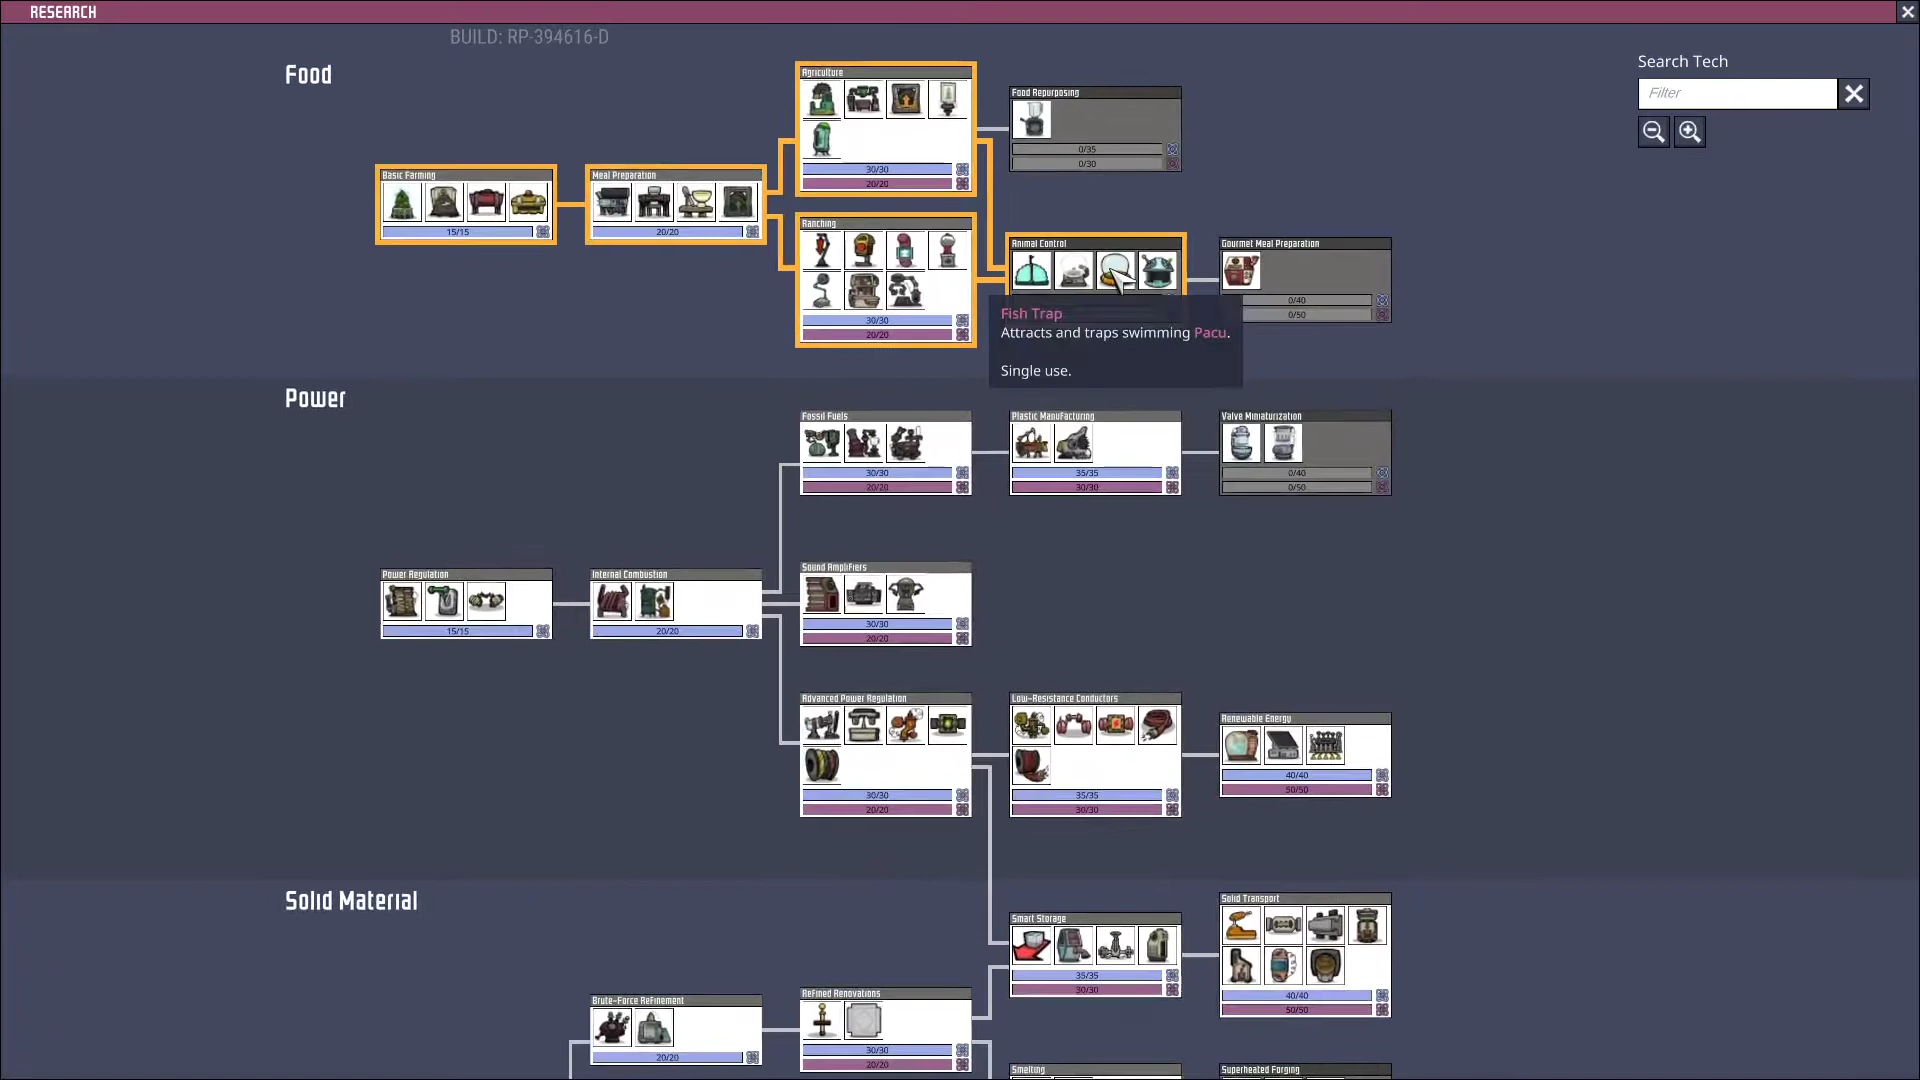 RESEARCH
BUILD: RP-394616-D
Food
Search Tech
Filter
Agriculture
30/30
20/20
Food Repurposing
0/35
0/30
Basic Farming
15/15
Meal Preparation
20/20
Ranching
30/30
20/20
Animal Control
Gourmet Meal Preparation
0/40
0/50
Fish Trap
Attracts and traps swimming Pacu.
Single use.
Power
Fossil Fuels
30/30
20/20
Plastic Manufacturing
35/35
30/30
Valve Miniaturization
0/40
0/50
Power Regulation
15/15
Internal Combustion
20/20
Sound Amplifiers
30/30
20/20
Advanced Power Regulation
30/30
20/20
Low-Resistance Conductors
35/35
30/30
Renewable Energy
40/40
50/50
Solid Material
Smart Storage
35/35
30/30
Solid Transport
40/40
50/50
Brute-Force Refinement
20/20
Refined Renovations
30/30
20/20
Smelting
Superheated Forging